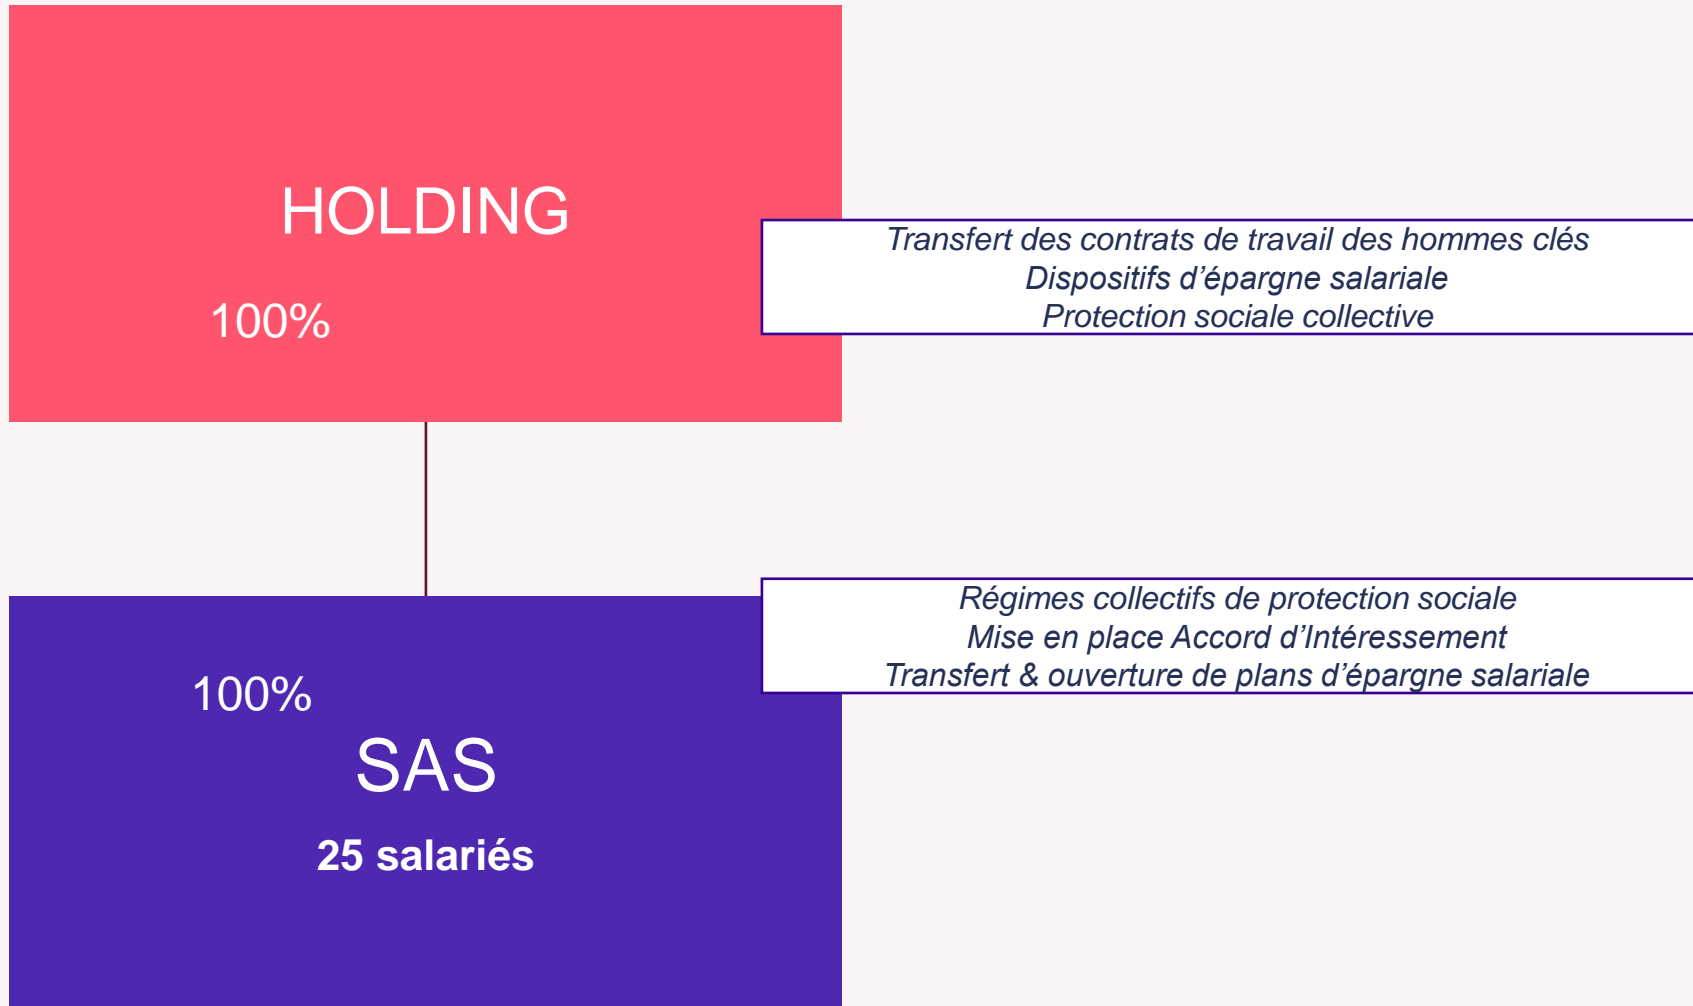 HOLDING
100%
Transfert des contrats de travail des hommes clés
Dispositifs d’épargne salariale
Protection sociale collective
Régimes collectifs de protection sociale
Mise en place Accord d’Intéressement
Transfert & ouverture de plans d’épargne salariale
100%
SAS
25 salariés